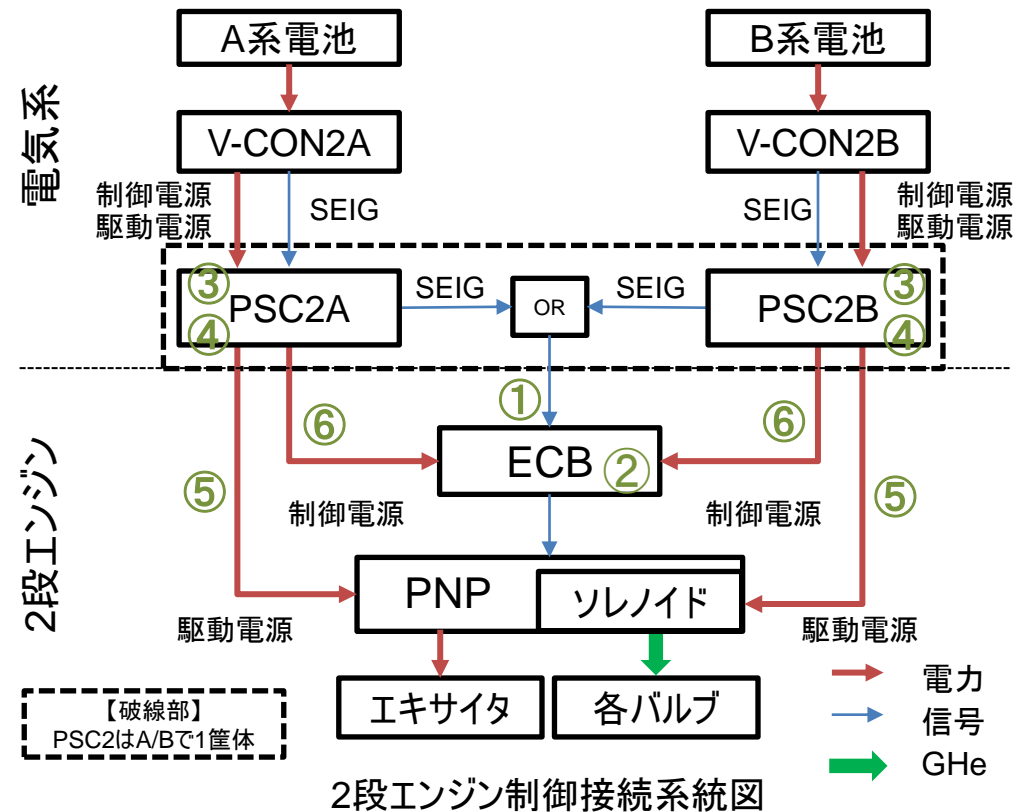 A系電池
B系電池
電気系
V-CON2A
V-CON2B
制御電源
駆動電源
SEIG
SEIG
制御電源
駆動電源
③
PSC2A
④
SEIG
OR
SEIG
③
PSC2B
④
①
⑥
⑥
ECB
②
⑤
⑤
2段エンジン
制御電源
制御電源
PNP
ソレノイド
駆動電源
駆動電源
エキサイタ
各バルブ
電力
信号
GHe
【破線部】
PSC2はA/Bで1筐体
2段エンジン制御接続系統図